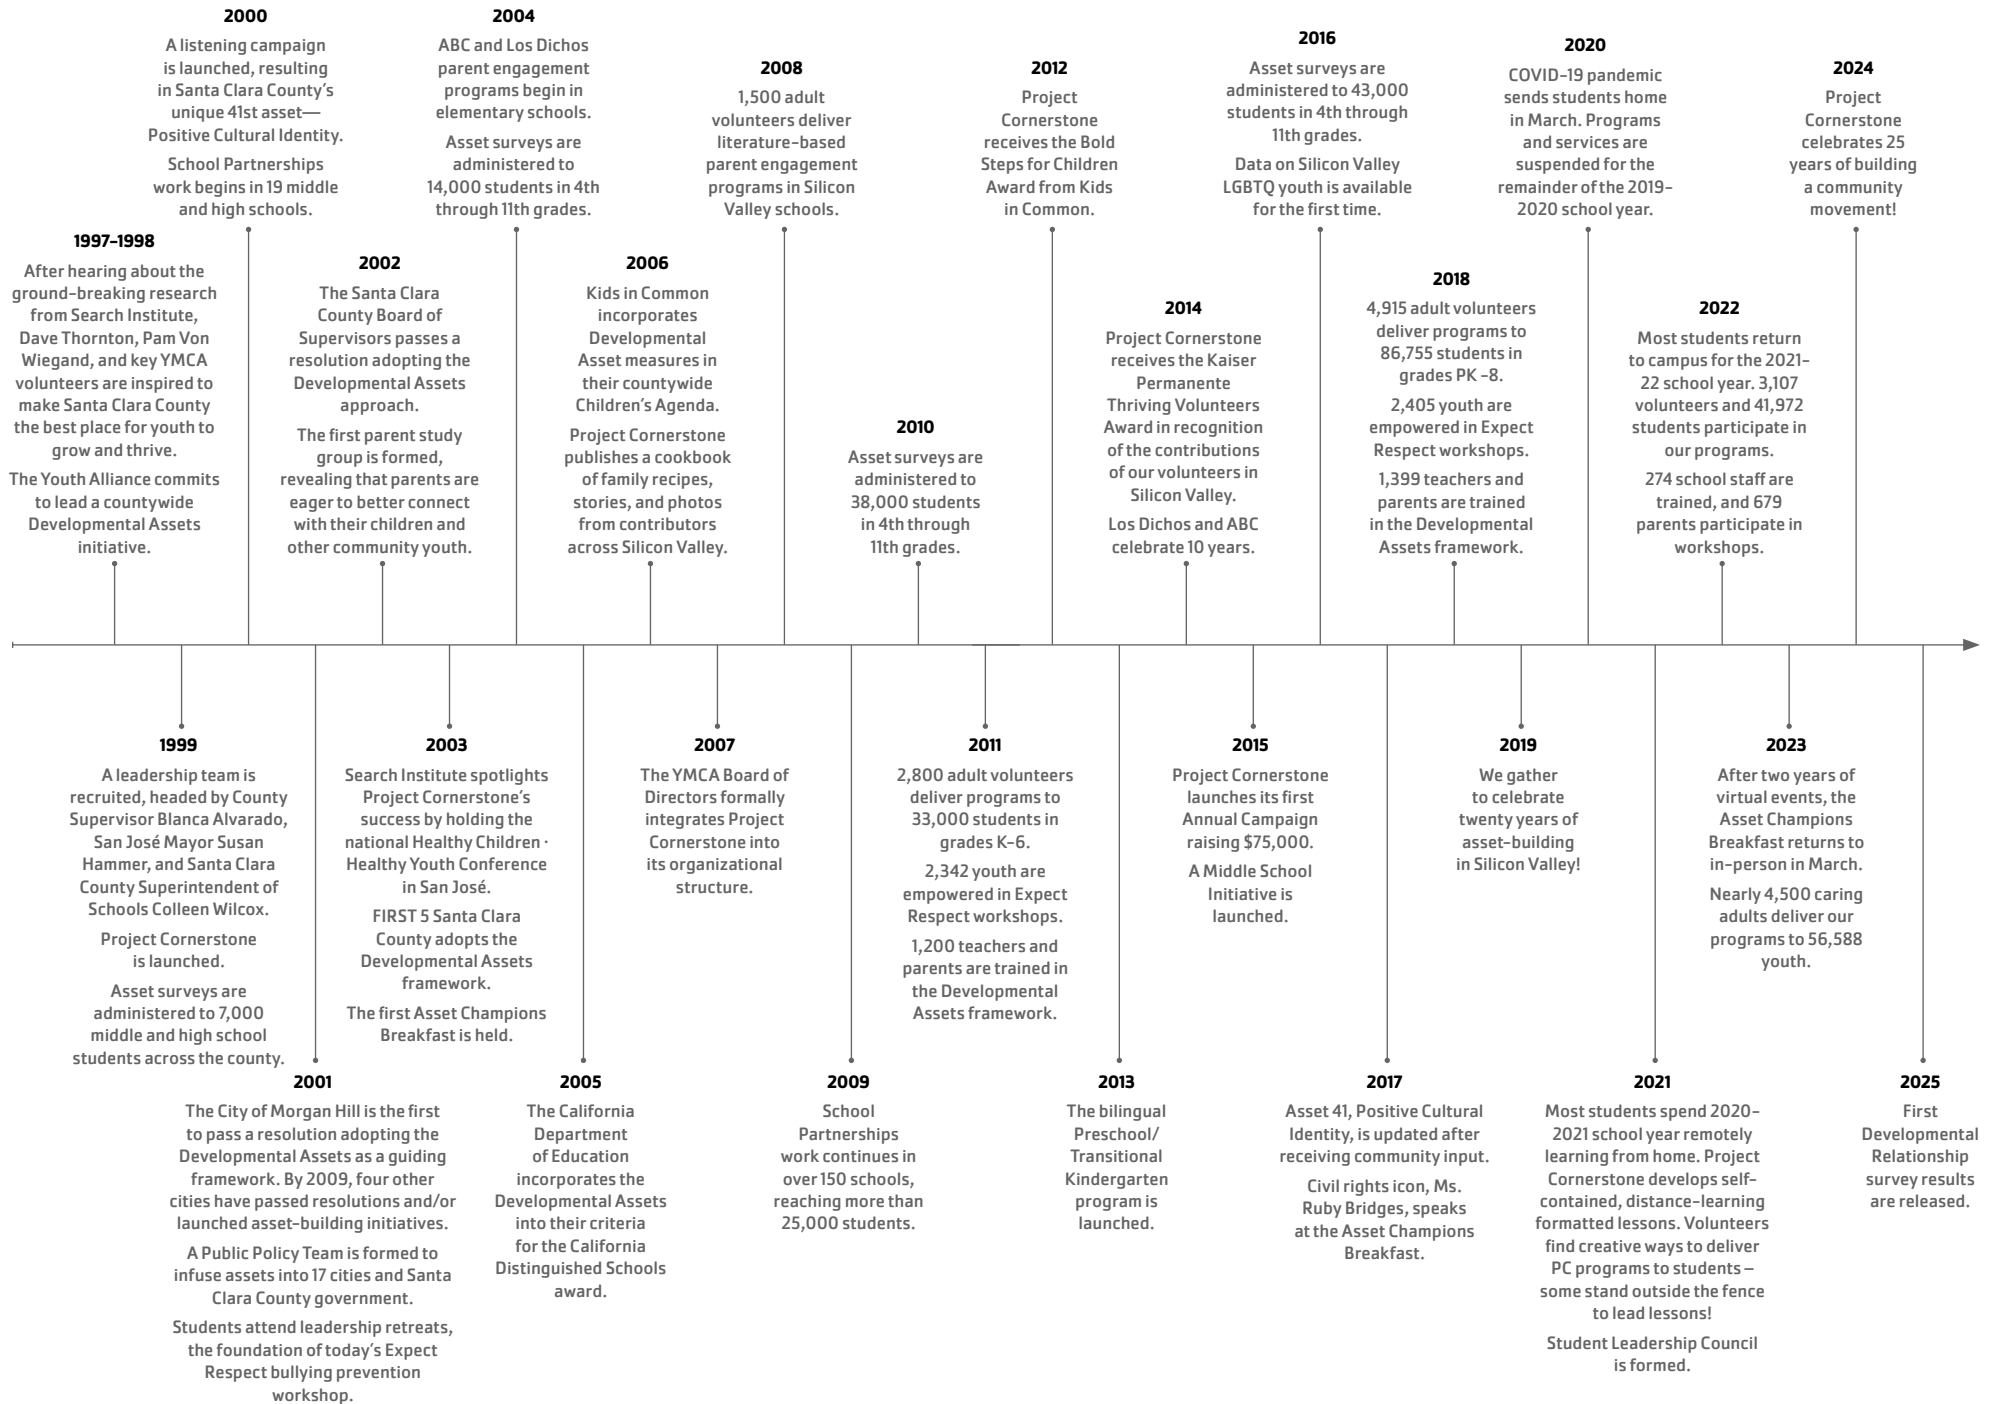 1997-1998
After hearing about the
ground-breaking research
from Search Institute,
Dave Thornton, Pam Von
Wiegand, and key YMCA
volunteers are inspired to
make Santa Clara County
the best place for youth to
grow and thrive.
The Youth Alliance commits
to lead a countywide
Developmental Assets
initiative.
1999
A leadership team is
recruited, headed by County
Supervisor Blanca Alvarado,
San José Mayor Susan
Hammer, and Santa Clara
County Superintendent of
Schools Colleen Wilcox.
Project Cornerstone
is launched.
Asset surveys are
administered to 7,000
middle and high school
students across the county.
2000
A listening campaign
is launched, resulting
in Santa Clara County's
unique 41st asset—
Positive Cultural Identity.
School Partnerships
work begins in 19 middle
and high schools.
2001
The City of Morgan Hill is the first
to pass a resolution adopting the
Developmental Assets as a guiding
framework. By 2009, four other
cities have passed resolutions and/or
launched asset-building initiatives.
A Public Policy Team is formed to
infuse assets into 17 cities and Santa
Clara County government.
Students attend leadership retreats,
the foundation of today's Expect
Respect bullying prevention
workshop.
2002
The Santa Clara
County Board of
Supervisors passes a
resolution adopting the
Developmental Assets
approach.
The first parent study
group is formed,
revealing that parents are
eager to better connect
with their children and
other community youth.
2003
Search Institute spotlights
Project Cornerstone's
success by holding the
national Healthy Children ·
Healthy Youth Conference
in San José.
FIRST 5 Santa Clara
County adopts the
Developmental Assets
framework.
The first Asset Champions
Breakfast is held.
2004
ABC and Los Dichos
parent engagement
programs begin in
elementary schools.
Asset surveys are
administered to
14,000 students in 4th
through 11th grades.
2005
The California
Department
of Education
incorporates the
Developmental Assets
into their criteria
for the California
Distinguished Schools
award.
2006
Kids in Common
incorporates
Developmental
Asset measures in
their countywide
Children's Agenda.
Project Cornerstone
publishes a cookbook
of family recipes,
stories, and photos
from contributors
across Silicon Valley.
2007
The YMCA Board of
Directors formally
integrates Project
Cornerstone into
its organizational
structure.
2008
1,500 adult
volunteers deliver
literature-based
parent engagement
programs in Silicon
Valley schools.
2009
School
Partnerships
work continues in
over 150 schools,
reaching more than
25,000 students.
2010
Asset surveys are
administered to
38,000 students
in 4th through
11th grades.
2011
2,800 adult volunteers
deliver programs to
33,000 students in
grades K-6.
2,342 youth are
empowered in Expect
Respect workshops.
1,200 teachers and
parents are trained in
the Developmental
Assets framework.
2012
Project
Cornerstone
receives the Bold
Steps for Children
Award from Kids
in Common.
2013
The bilingual
Preschool/
Transitional
Kindergarten
program is
launched.
2014
Project Cornerstone
receives the Kaiser
Permanente
Thriving Volunteers
Award in recognition
of the contributions
of our volunteers in
Silicon Valley.
Los Dichos and ABC
celebrate 10 years.
2015
Project Cornerstone
launches its first
Annual Campaign
raising $75,000.
A Middle School
Initiative is
launched.
2016
Asset surveys are
administered to 43,000
students in 4th through
11th grades.
Data on Silicon Valley
LGBTQ youth is available
for the first time.
2017
Asset 41, Positive Cultural
Identity, is updated after
receiving community input.
Civil rights icon, Ms.
Ruby Bridges, speaks
at the Asset Champions
Breakfast.
2018
4,915 adult volunteers
deliver programs to
86,755 students in
grades PK -8.
2,405 youth are
empowered in Expect
Respect workshops.
1,399 teachers and
parents are trained
in the Developmental
Assets framework.
2019
We gather
to celebrate
twenty years of
asset-building
in Silicon Valley!
2020
COVID-19 pandemic
sends students home
in March. Programs
and services are
suspended for the
remainder of the 2019-
2020 school year.
2021
Most students spend 2020-
2021 school year remotely
learning from home. Project
Cornerstone develops self-
contained, distance-learning
formatted lessons. Volunteers
find creative ways to deliver
PC programs to students –
some stand outside the fence
to lead lessons!
Student Leadership Council
is formed.
2022
Most students return
to campus for the 2021-
22 school year. 3,107
volunteers and 41,972
students participate in
our programs.
274 school staff are
trained, and 679
parents participate in
workshops.
2023
After two years of
virtual events, the
Asset Champions
Breakfast returns to
in-person in March.
Nearly 4,500 caring
adults deliver our
programs to 56,588
youth.
2024
Project
Cornerstone
celebrates 25
years of building
a community
movement!
2025
First
Developmental
Relationship
survey results
are released.